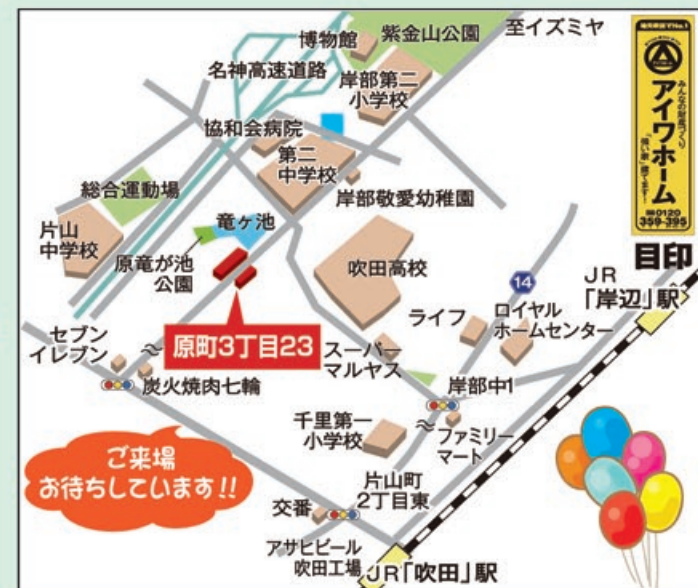 博物館
紫金山公園
至イズミヤ
名神高速道路
岸部第二
小学校
協和会病院
第二
中学校
岸部敬愛幼稚園
総合運動場
片山
中学校
竜ヶ池
原竜が池
公園
吹田高校
原町3丁目23
セブン
イレブン
炭火焼肉七輪
スーパー
マルヤス
ライフ
14
ロイヤル
ホームセンター
JR
「岸辺」駅
岸部中1
ファミリー
マート
千里第一
小学校
片山町
2丁目東
交番
アサヒビール
吹田工場
JR「吹田」駅
ご来場
お待ちしています!!
みんなの財産づくり
「強い家」建てます!
アイワホーム
0120
359-395
目印